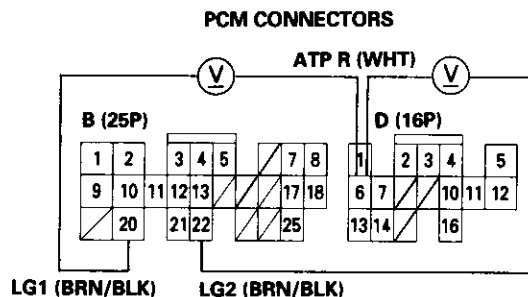 PCM CONNECTORS
V ATP R (WHT) V
B (25P) D (16P)
1 2 3 4 5 7 8 1 2 3 4 5
9 10 11 12 13 17 18 6 7 10 11 12
20 21 22 25 13 14 16
LG1 (BRN/BLK) LG2 (BRN/BLK)